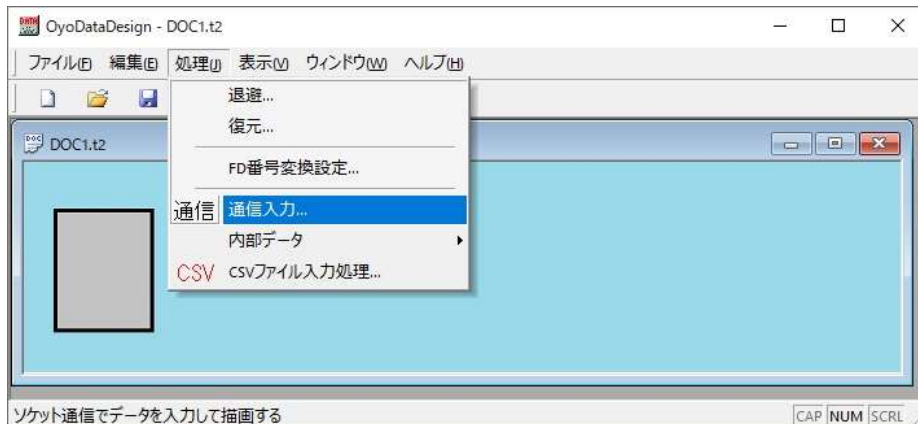 OyoDataDesign - DOC1.t2
ファイル(F) 編集(E) 処理(J) 表示(V) ウィンドウ(W) ヘルプ(H)
退避...
復元...
DOC1.t2
FD番号変換設定...
通信 通信入力...
内部データ
CSV CSVファイル入力処理...
ソケット通信でデータを入力して描画する
CAP NUM SCRL